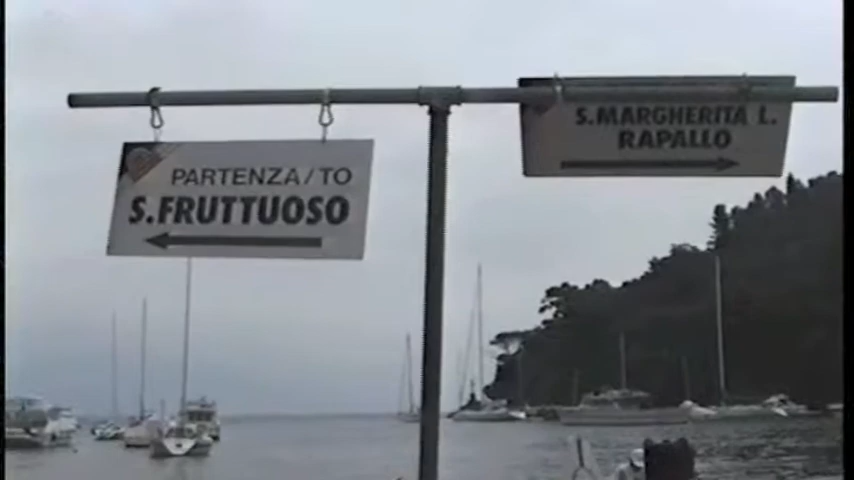 PARTENZA/TO
S.FRUTTUOSO
S.MARGHERITA L.
RAPALLO